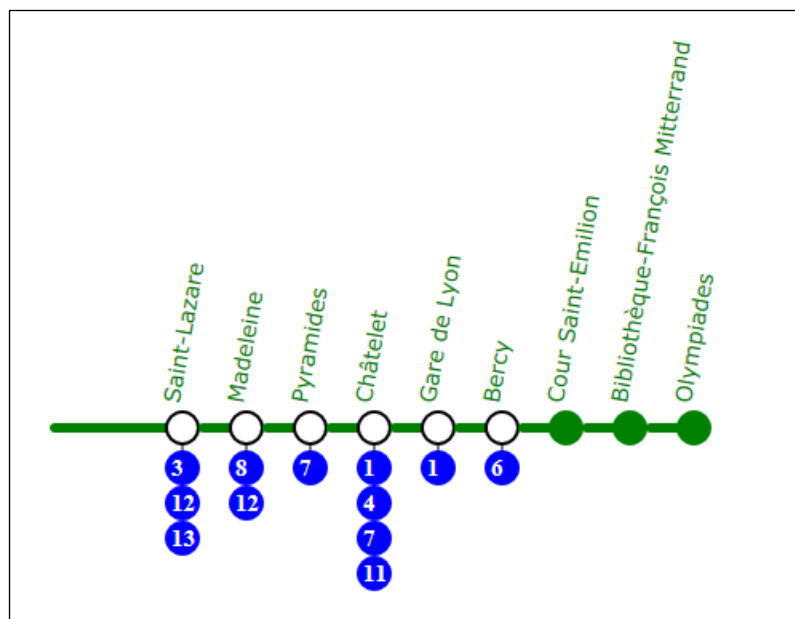 Saint-Lazare
Madeleine
Pyramides
Châtelet
Gare de Lyon
Bercy
Cour Saint-Emilion
Bibliothèque-François Mitterrand
Olympiades
3
12
13
8
12
7
1
4
7
11
1
6